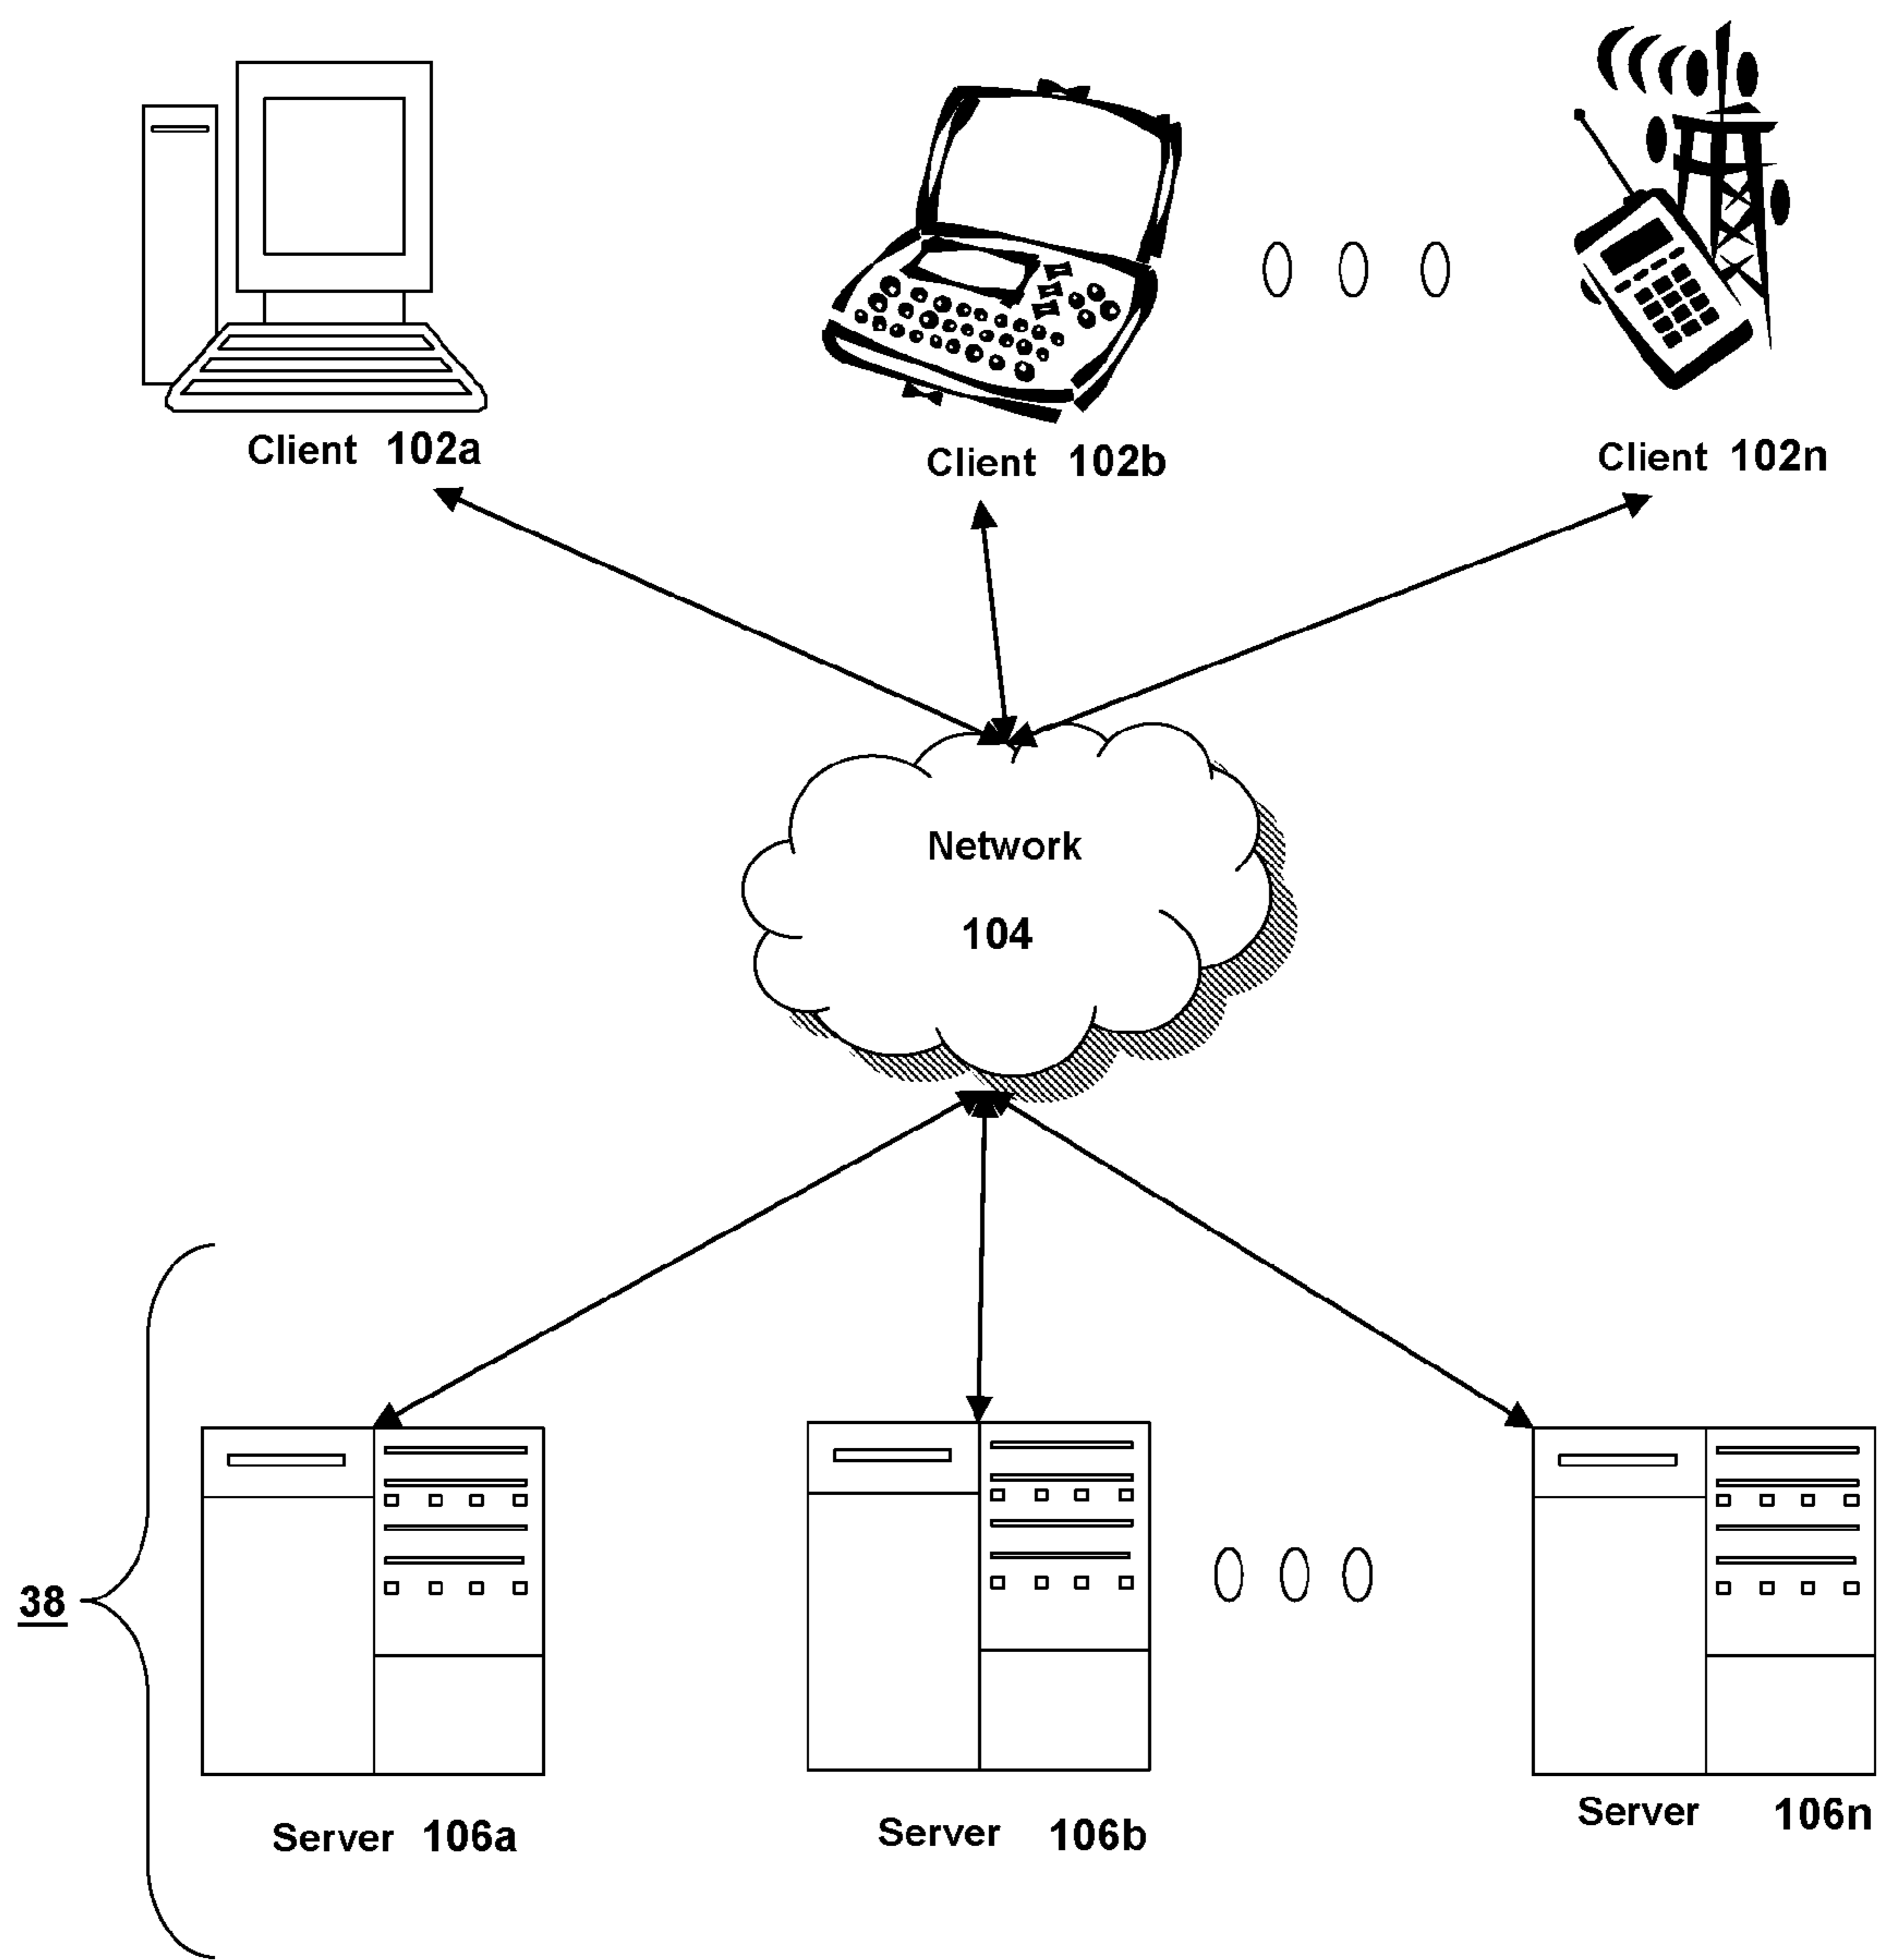 Client 102a
Client 102b
Client 102n
Network
104
38
Server 106a
Server 106b
Server 106n